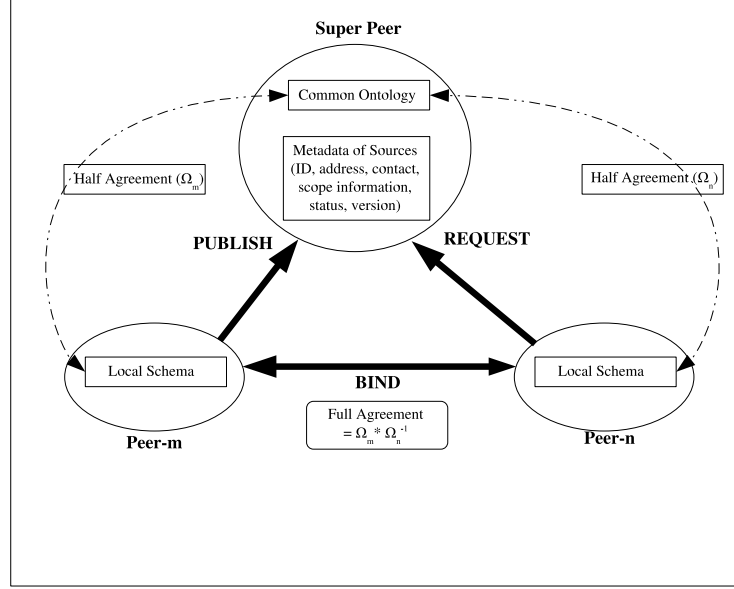 Super Peer
Common Ontology
Metadata of Sources
(ID, address, contact,
scope information,
status, version)
Half Agreement (Ωm)
Half Agreement (Ωn)
PUBLISH
REQUEST
Local Schema
Local Schema
BIND
Peer-m
Peer-n
Full Agreement
= Ωm* Ωn-1